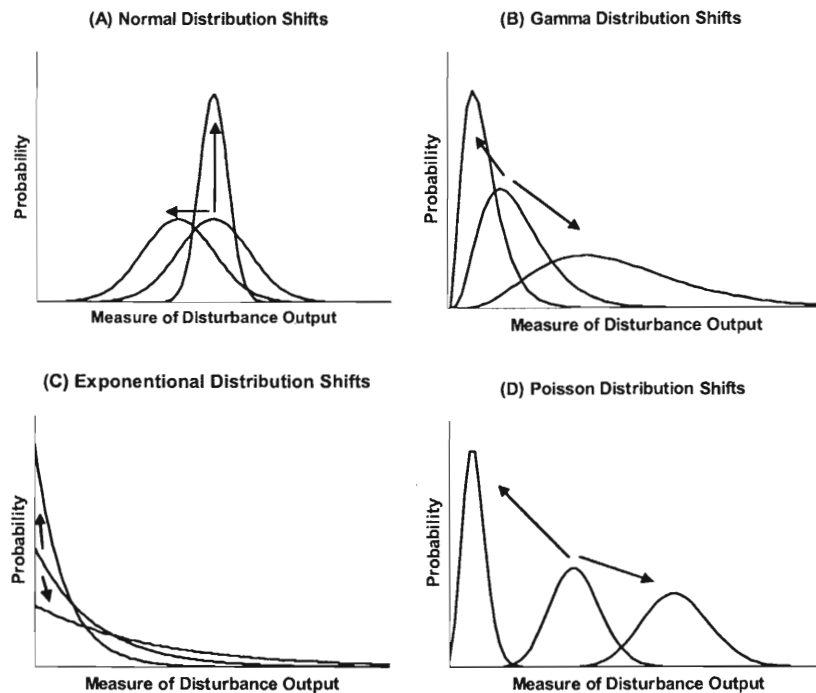 (A) Normal Distribution Shifts
Probability
Measure of Disturbance Output
(B) Gamma Distribution Shifts
Probability
Measure of Disturbance Output
(C) Exponentional Distribution Shifts
Probability
Measure of Disturbance Output
(D) Poisson Distribution Shifts
Probability
Measure of Disturbance Output